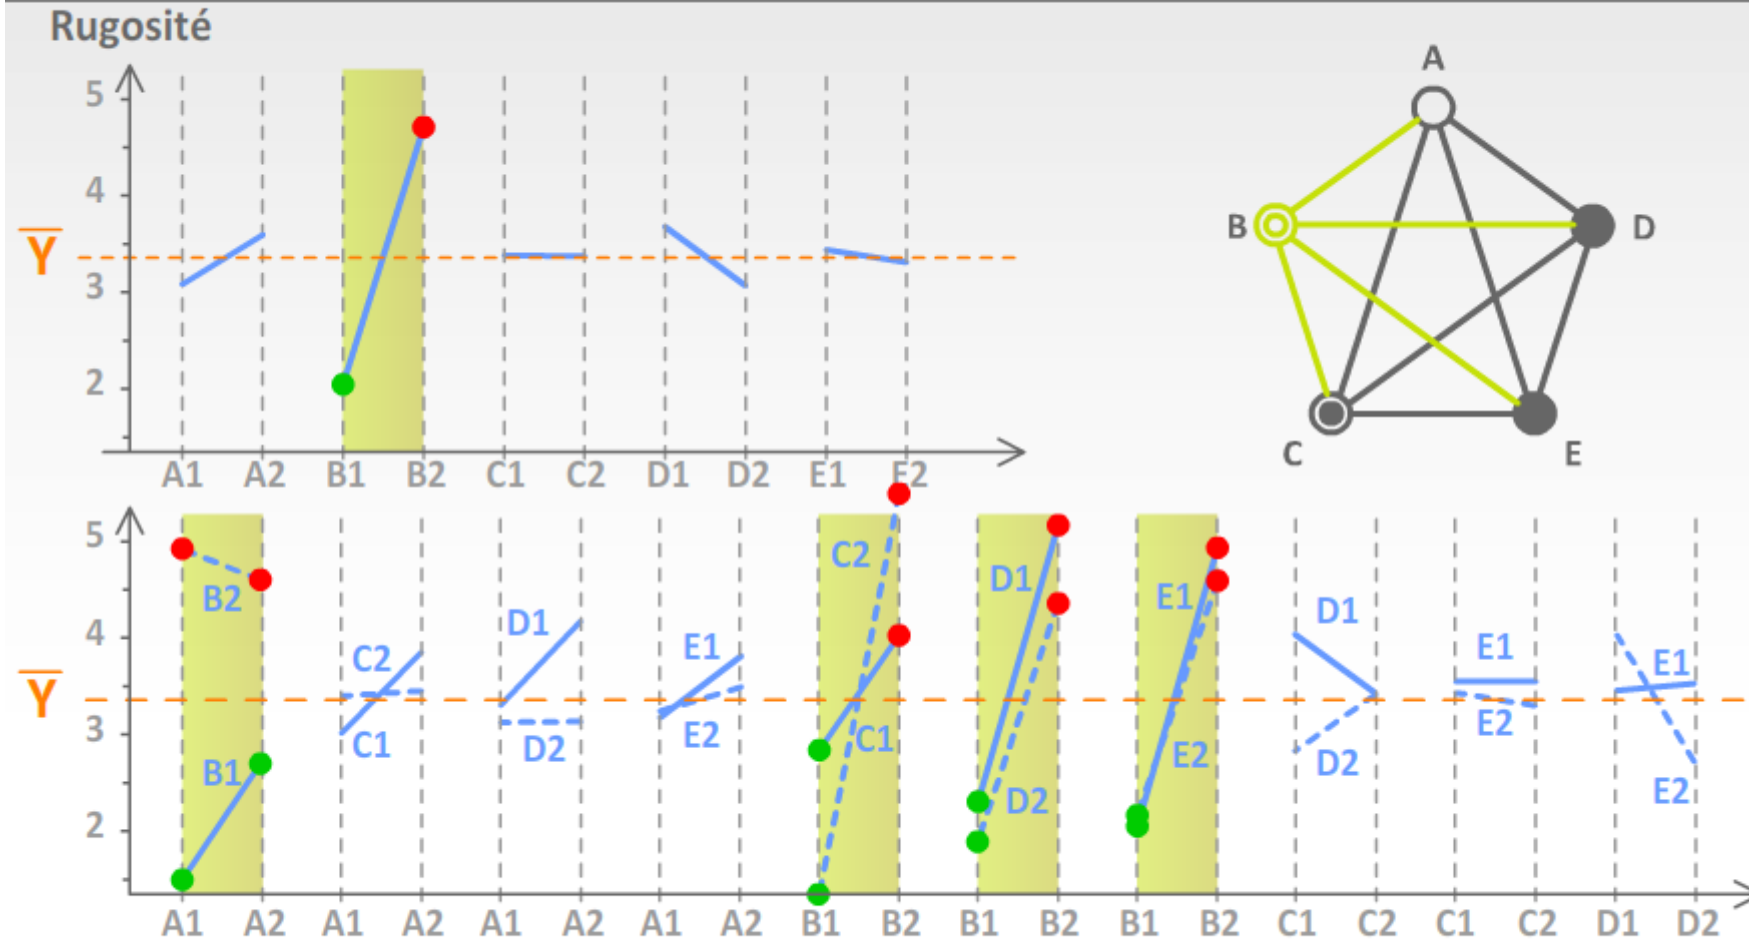 Rugosité
A
5
4
B
D
Y
3
2
C
E
A1 A2 B1 B2 C1 C2 D1 D2 E1 E2
5
C2
D1
E1
B2
D1
4
D1
C2
E1
E1
E1
Y
3
C1
D2
E2
C1
E2
D2
E2
B1
D2
E2
2
A1 A2 A1 A2 A1 A2 A1 A2 B1 B2 B1 B2 B1 B2 C1 C2 C1 C2 D1 D2